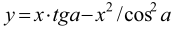 y = x·tga − x² / cos² a